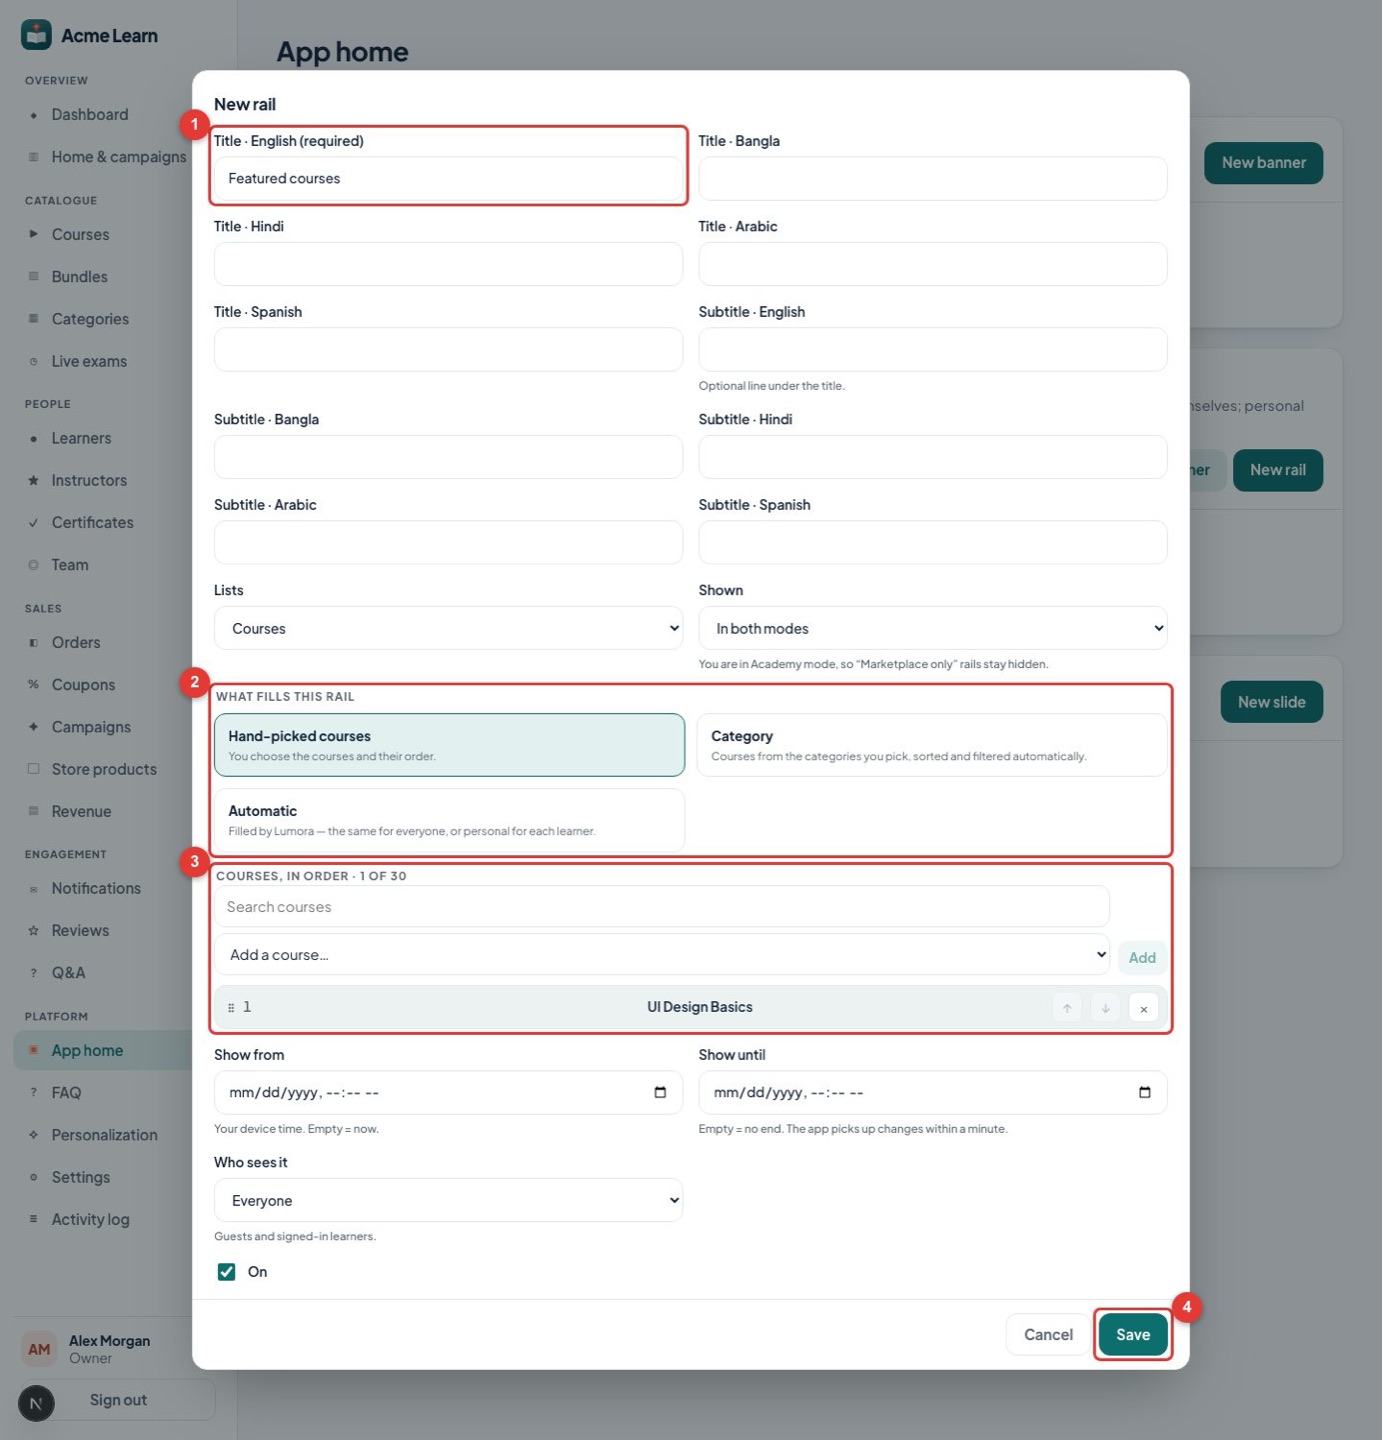 Acme Learn
App home
OVERVIEW
Dashboard
Home & campaigns
CATALOGUE
Courses
Bundles
Categories
Live exams
PEOPLE
Learners
Instructors
Certificates
Team
SALES
Orders
% Coupons
Campaigns
Store products
Revenue
ENGAGEMENT
Notifications
Reviews
? Q&A
PLATFORM
App home
? FAQ
Personalization
Settings
Activity log
AM
Alex Morgan
Owner
N
Sign out
New banner
nselves; personal
ner
New rail
New slide
New rail
1
Title · English (required)
Title · Bangla
Featured courses
Title · Hindi
Title · Arabic
Title · Spanish
Subtitle · English
Optional line under the title.
Subtitle · Bangla
Subtitle · Hindi
Subtitle · Arabic
Subtitle · Spanish
Lists
Shown
Courses
In both modes
You are in Academy mode, so “Marketplace only” rails stay hidden.
2
WHAT FILLS THIS RAIL
Hand-picked courses
You choose the courses and their order.
Category
Courses from the categories you pick, sorted and filtered automatically.
Automatic
Filled by Lumora — the same for everyone, or personal for each learner.
3
COURSES, IN ORDER · 1 OF 30
Search courses
Add a course...
Add
1
UI Design Basics
↑ ↓ ×
Show from
Show until
mm/dd/yyyy, --:-- --
mm/dd/yyyy, --:-- --
Your device time. Empty = now.
Empty = no end. The app picks up changes within a minute.
Who sees it
Everyone
Guests and signed-in learners.
On
4
Cancel
Save